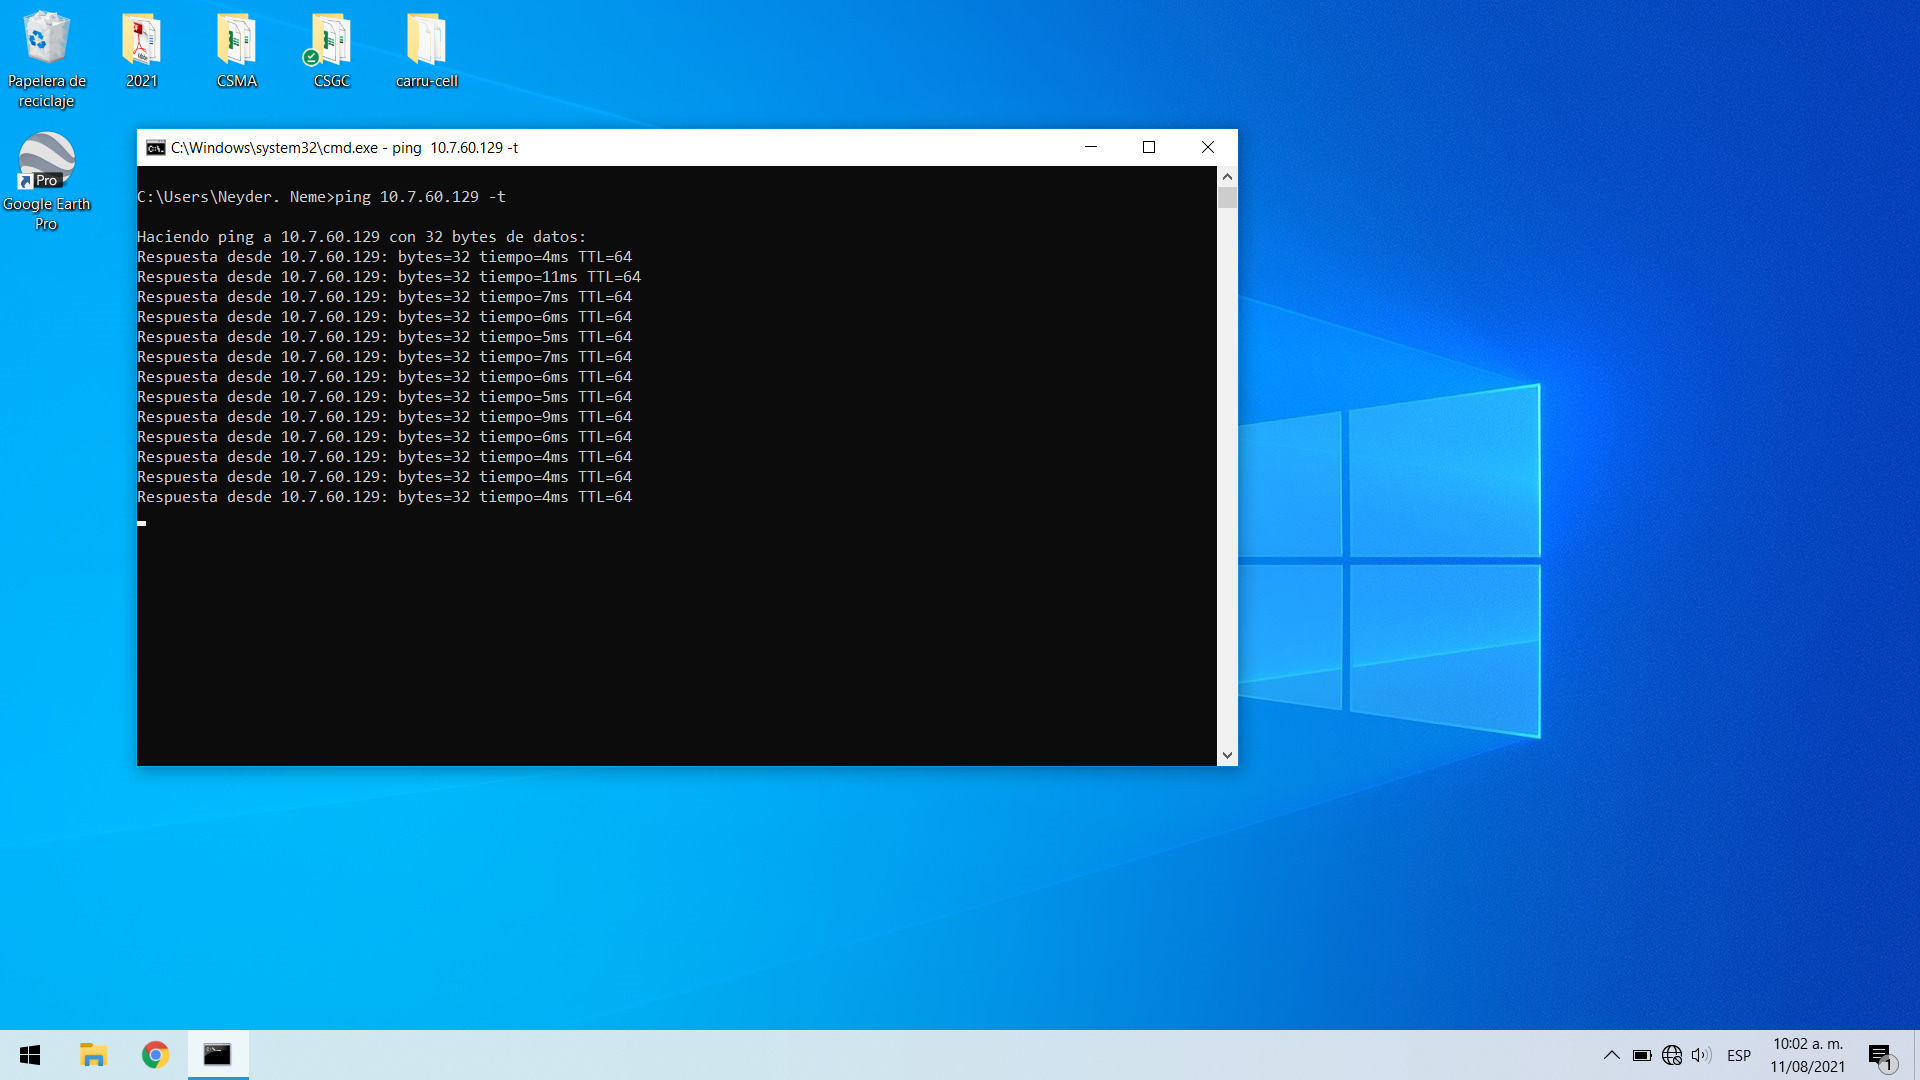 Papelera de
reciclaje
2021
CSMA
CSGC
carru-cell
Pro
Google Earth
Pro
C:\Windows\system32\cmd.exe - ping  10.7.60.129 -t
C:\Users\Neyder. Neme>ping 10.7.60.129 -t
Haciendo ping a 10.7.60.129 con 32 bytes de datos:
Respuesta desde 10.7.60.129: bytes=32 tiempo=4ms TTL=64
Respuesta desde 10.7.60.129: bytes=32 tiempo=11ms TTL=64
Respuesta desde 10.7.60.129: bytes=32 tiempo=7ms TTL=64
Respuesta desde 10.7.60.129: bytes=32 tiempo=6ms TTL=64
Respuesta desde 10.7.60.129: bytes=32 tiempo=5ms TTL=64
Respuesta desde 10.7.60.129: bytes=32 tiempo=7ms TTL=64
Respuesta desde 10.7.60.129: bytes=32 tiempo=6ms TTL=64
Respuesta desde 10.7.60.129: bytes=32 tiempo=5ms TTL=64
Respuesta desde 10.7.60.129: bytes=32 tiempo=9ms TTL=64
Respuesta desde 10.7.60.129: bytes=32 tiempo=6ms TTL=64
Respuesta desde 10.7.60.129: bytes=32 tiempo=4ms TTL=64
Respuesta desde 10.7.60.129: bytes=32 tiempo=4ms TTL=64
Respuesta desde 10.7.60.129: bytes=32 tiempo=4ms TTL=64
ESP
10:02 a. m.
11/08/2021
1